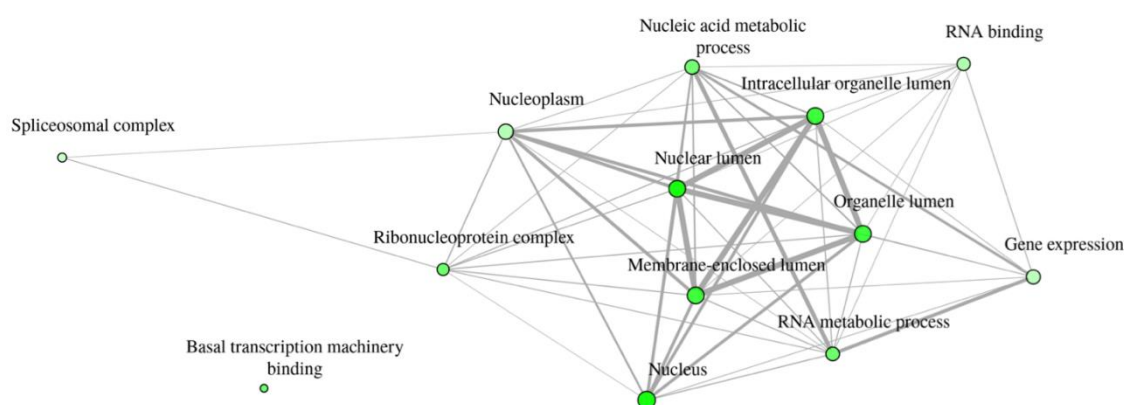 Nucleic acid metabolic
process
RNA binding
Intracellular organelle lumen
Nucleoplasm
Spliceosomal complex
Nuclear lumen
Organelle lumen
Ribonucleoprotein complex
Gene expression
Membrane-enclosed lumen
RNA metabolic process
Basal transcription machinery
binding
Nucleus